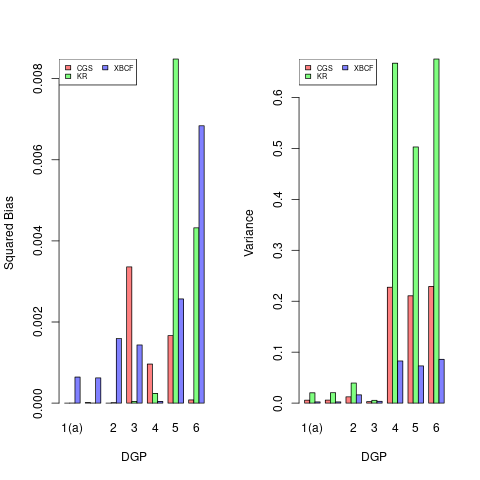 CGS XBCF
KR
Squared Bias
0.008
0.006
0.004
0.002
0.000
1(a) 2 3 4 5 6
DGP
CGS XBCF
KR
Variance
0.6
0.5
0.4
0.3
0.2
0.1
0.0
1(a) 2 3 4 5 6
DGP